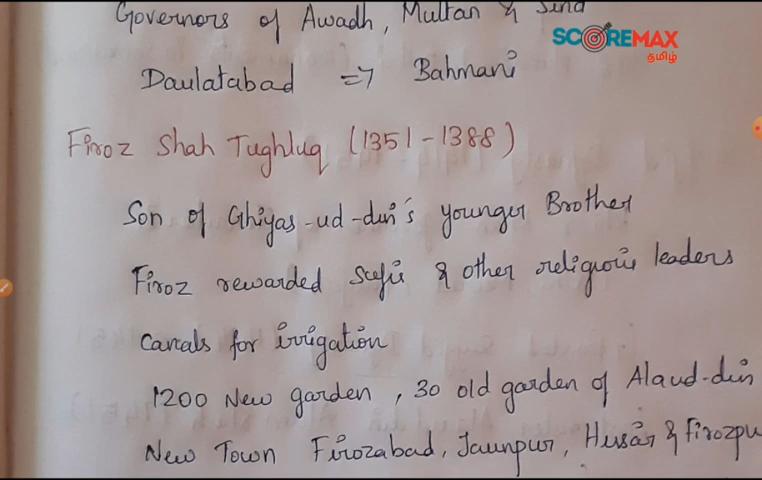 Governors of Awadh, Multan & Sind
SCOREMAX
தமிழ்
Daulatabad => Bahmani
Firoz Shah Tughluq (1351-1388)
Son of Ghiyas-ud-din's younger Brother
Firoz rewarded Sufis & other religious leaders
Canals for irrigation
1200 New garden, 30 old garden of Alaud-din
New Town Firozabad, Jaunpur, Hissar & Firozpu